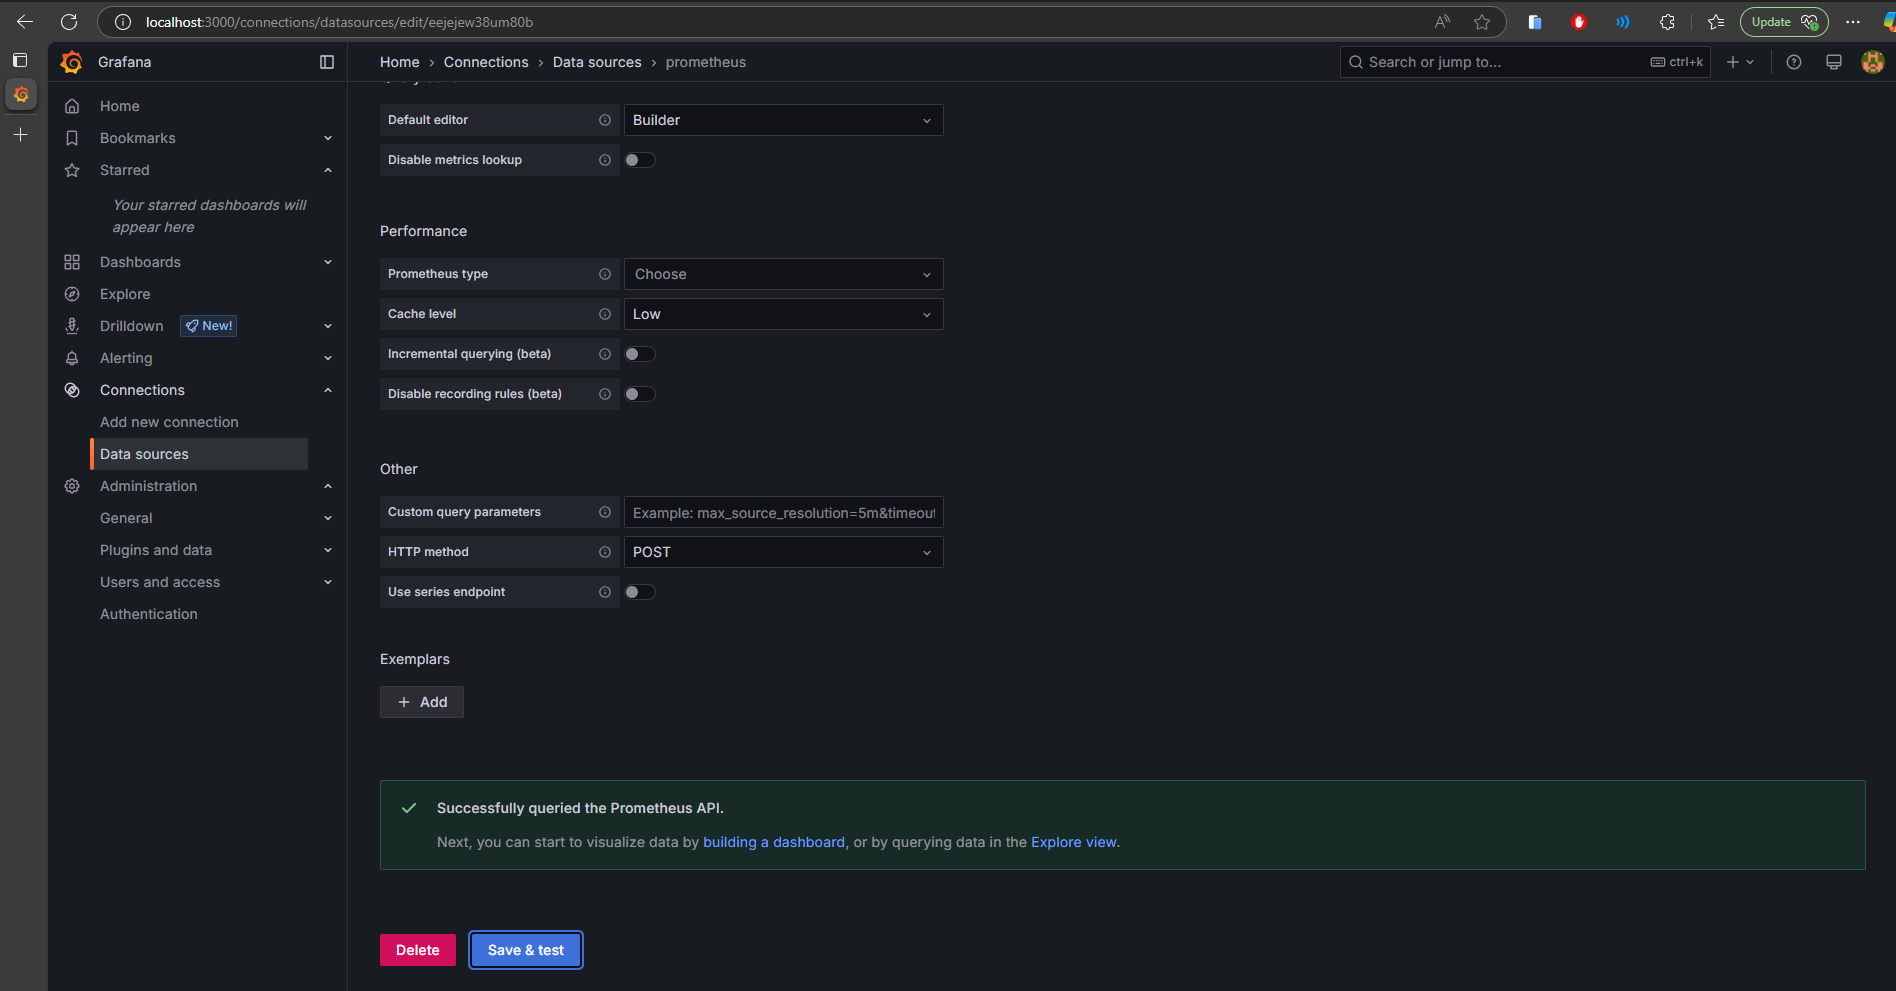 localhost:3000/connections/datasources/edit/eejejew38um80b
Update
Grafana
Home › Connections › Data sources › prometheus
Search or jump to...
ctrl+k
Home
Bookmarks
Starred
Your starred dashboards will
appear here
Dashboards
Explore
Drilldown
New!
Alerting
Connections
Add new connection
Data sources
Administration
General
Plugins and data
Users and access
Authentication
Default editor
Builder
Disable metrics lookup
Performance
Prometheus type
Choose
Cache level
Low
Incremental querying (beta)
Disable recording rules (beta)
Other
Custom query parameters
Example: max_source_resolution=5m&timeout
HTTP method
POST
Use series endpoint
Exemplars
Add
Successfully queried the Prometheus API.
Next, you can start to visualize data by building a dashboard, or by querying data in the Explore view.
Delete
Save & test